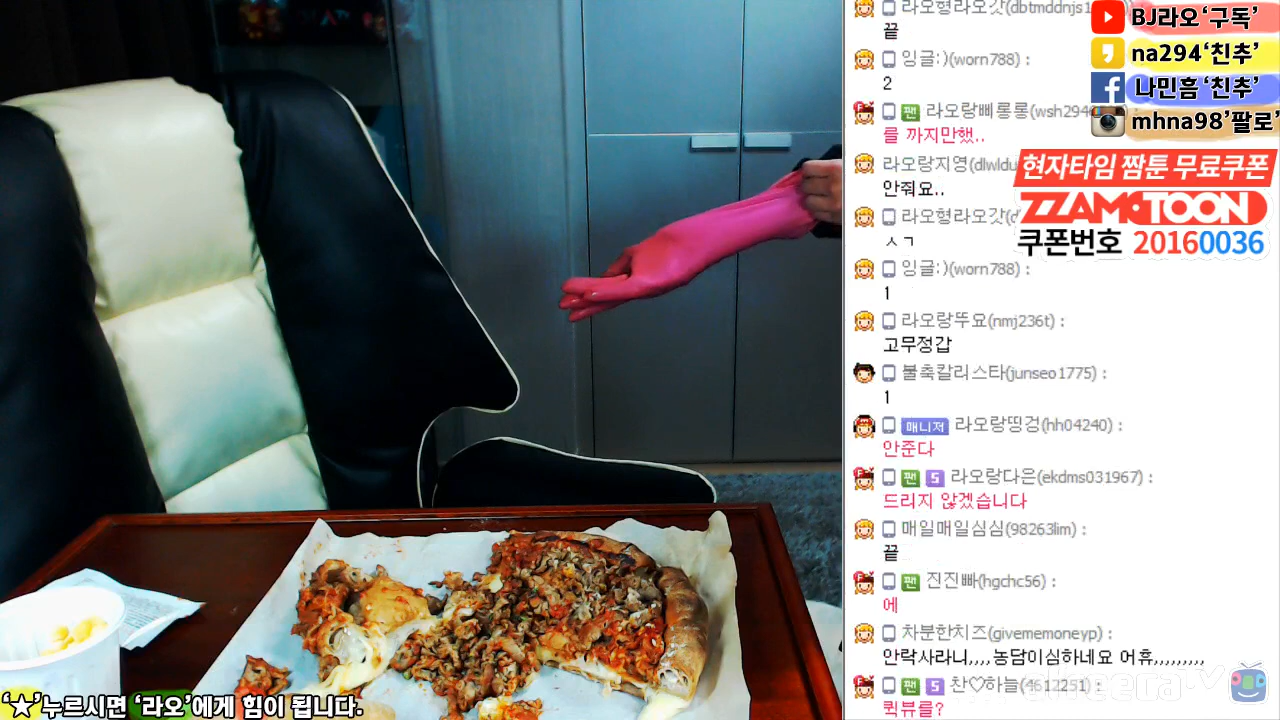 라오형라오갓(dbtmddnjs1
끝
잉글:)(worn788) :
2
팬 라오랑삐롱롱(wsh294
를 까지만했..
라오랑지영(dlwldu
안줘요..
라오형라오갓(d
ㅅㄱ
잉글:)(worn788) :
1
라오랑뚜요(nmj236t) :
고무정갑
불축칼리스타(junseo1775) :
1
매니저 라오랑띵겅(hh04240) :
안준다
팬 S 라오랑다은(ekdms031967) :
드리지 않겠습니다
매일매일심심(98263lim) :
끝
팬 진진빠(hgchc56) :
에
차분한치즈(givememoneyp) :
안락사라니,,,,농담이심하네요 어휴,,,,,,,,,
팬 S 찬♡하늘(4612251) :
퀵뷰를?
BJ라오‘구독’
na294‘친추’
나민흠‘친추’
mhna98’팔로’
현자타임 짬툰 무료쿠폰
ZZAM·TOON
쿠폰번호 20160036
‘☆’누르시면 ‘라오’에게 힘이 됩니다.